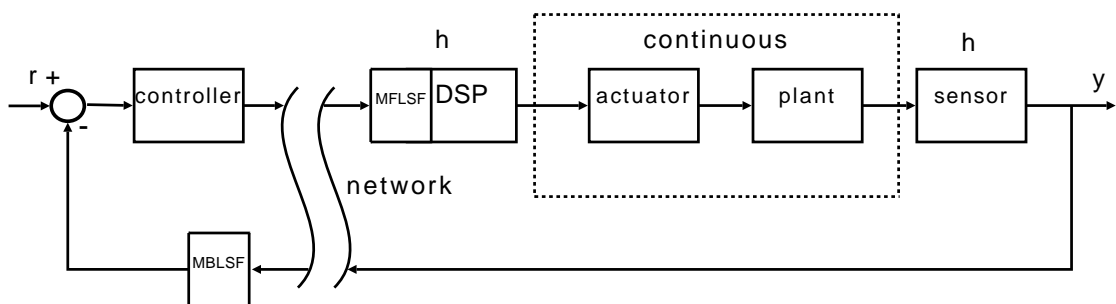 h
continuous
h
r +
controller
MFLSF
DSP
actuator
plant
sensor
y
-
network
MBLSF